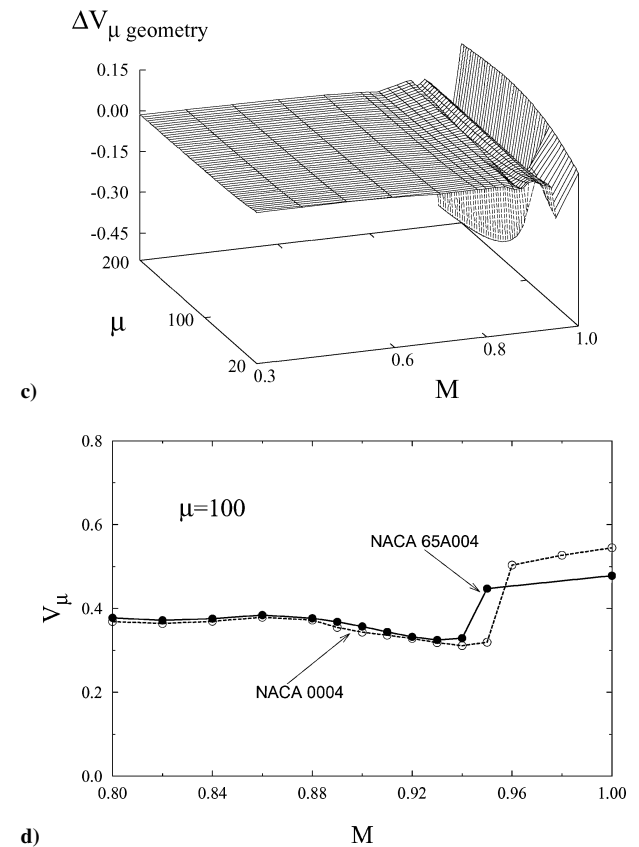 ΔVμ geometry
0.15
0.00
-0.15
-0.30
-0.45
200
μ
100
20
0.3
0.6
0.8
1.0
M
c)
0.8
μ=100
0.6
NACA 65A004
Vμ
0.4
NACA 0004
0.2
0.0
0.80 0.84 0.88 0.92 0.96 1.00
d)
M